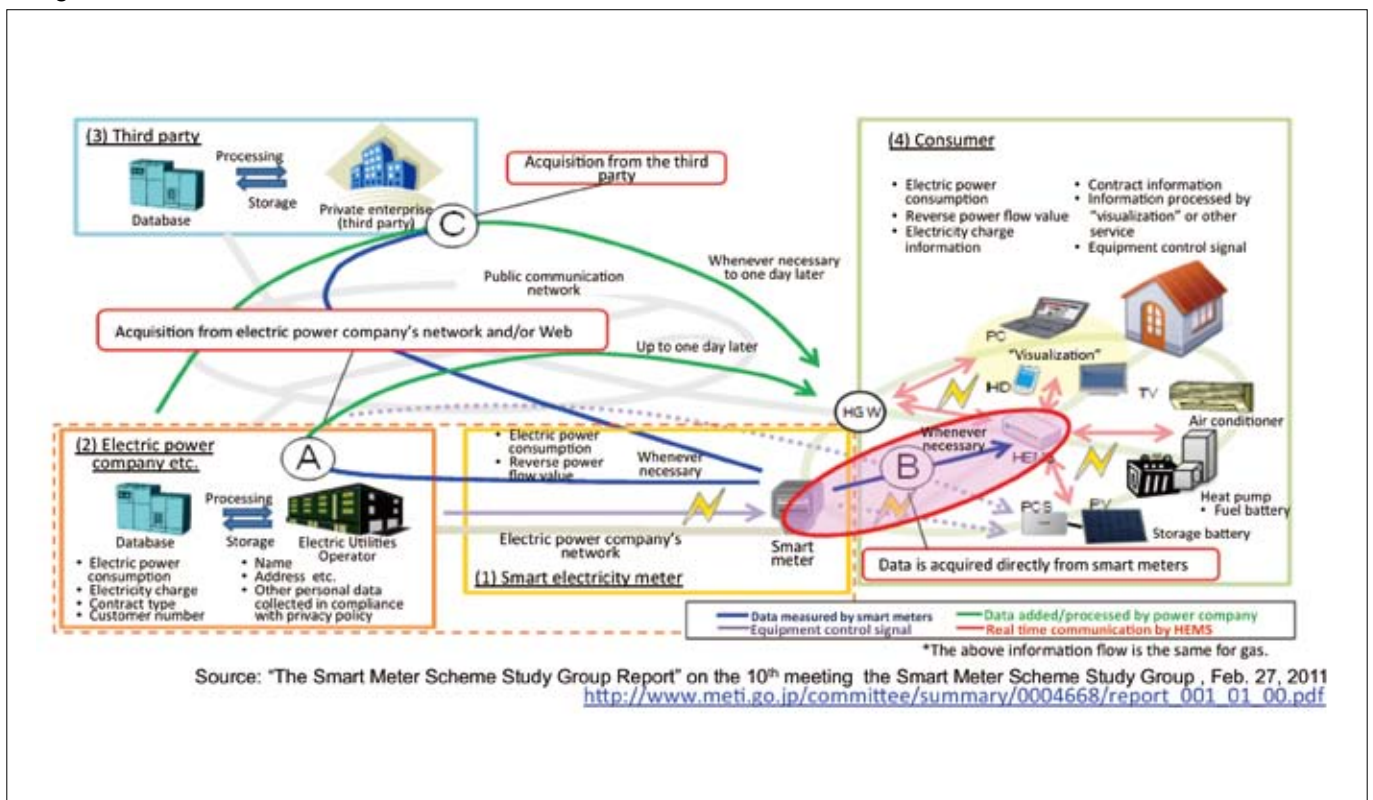 (3) Third party
Processing
Storage
Database
Private enterprise
(third party)
C
Acquisition from the third
party
Public communication
network
Whenever necessary
to one day later
Acquisition from electric power company's network and/or Web
Up to one day later
(2) Electric power
company etc.
A
Processing
Storage
Database
Electric Utilities
Operator
• Electric power
consumption
• Electricity charge
• Contract type
• Customer number
• Name
• Address etc.
• Other personal data
collected in compliance
with privacy policy
• Electric power
consumption
• Reverse power
flow value
Whenever
necessary
Electric power company's
network
(1) Smart electricity meter
Smart
meter
(4) Consumer
• Electric power
consumption
• Reverse power flow value
• Electricity charge
information
• Contract information
• Information processed by
"visualization" or other
service
• Equipment control signal
PC
"Visualization"
IHD
TV
HGW
Air conditioner
Whenever
necessary
HEMS
B
Heat pump
• Fuel battery
PCS
PV
Storage battery
Data is acquired directly from smart meters
Data measured by smart meters
Data added/processed by power company
Equipment control signal
Real time communication by HEMS
*The above information flow is the same for gas.
Source: "The Smart Meter Scheme Study Group Report" on the 10th meeting the Smart Meter Scheme Study Group , Feb. 27, 2011
http://www.meti.go.jp/committee/summary/0004668/report_001_01_00.pdf